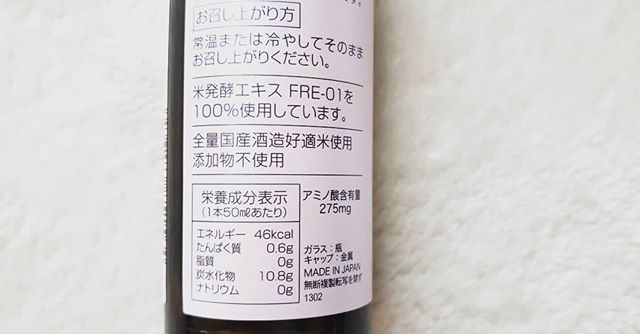 お召し上がり方
常温または冷やしてそのまま
お召し上がりください。
米発酵エキス FRE-01を
100%使用しています。
全量国産酒造好適米使用
添加物不使用
栄養成分表示
(1本50mlあたり)
エネルギー 46kcal
たんぱく質 0.6g
脂質 0g
炭水化物 10.8g
ナトリウム 0g
アミノ酸含有量
275mg
ガラス：瓶
キャップ：金属
MADE IN JAPAN
無断複製転写を禁ず
1302